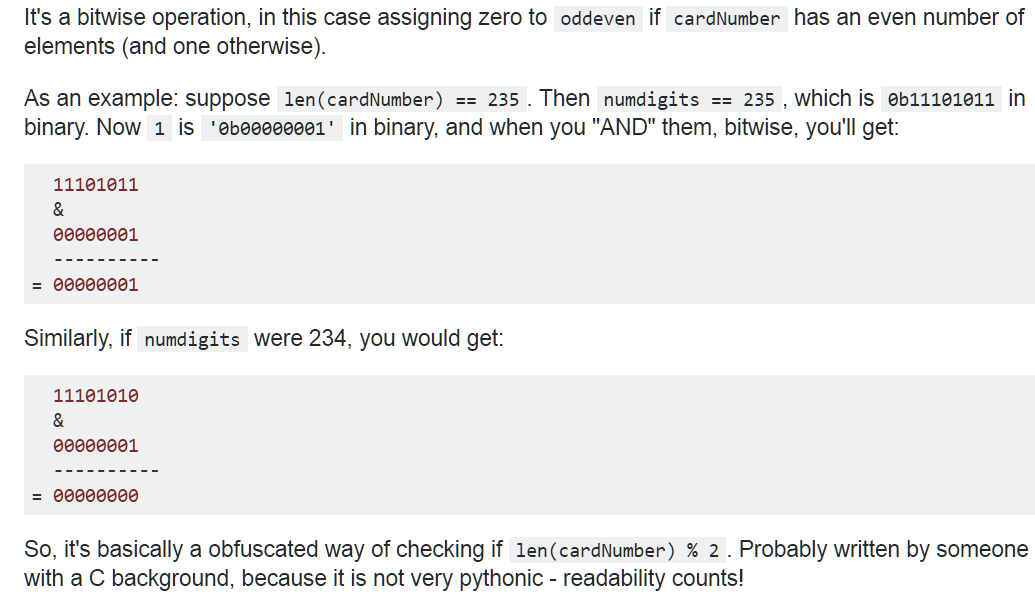 It's a bitwise operation, in this case assigning zero to oddeven if cardNumber has an even number of
elements (and one otherwise).
As an example: suppose len(cardNumber) == 235 . Then numdigits == 235 , which is 0b11101011 in
binary. Now 1 is '0b00000001' in binary, and when you "AND" them, bitwise, you'll get:
11101011
&
00000001
----------
= 00000001
Similarly, if numdigits were 234, you would get:
11101010
&
00000001
----------
= 00000000
So, it's basically a obfuscated way of checking if len(cardNumber) % 2 . Probably written by someone
with a C background, because it is not very pythonic - readability counts!